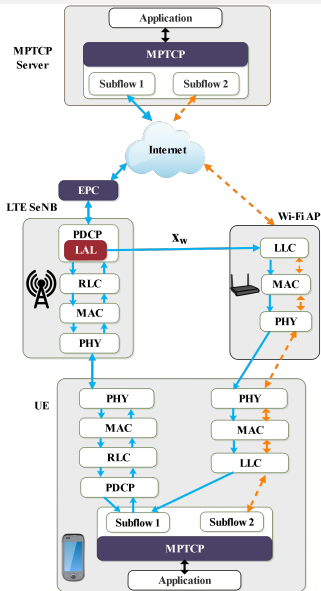 Application
MPTCP
Server
MPTCP
Subflow 1
Subflow 2
Internet
EPC
LTE SeNB
Wi-Fi AP
PDCP
LAL
Xw
LLC
RLC
MAC
MAC
PHY
PHY
UE
PHY
PHY
MAC
MAC
RLC
LLC
PDCP
Subflow 1
Subflow 2
MPTCP
Application